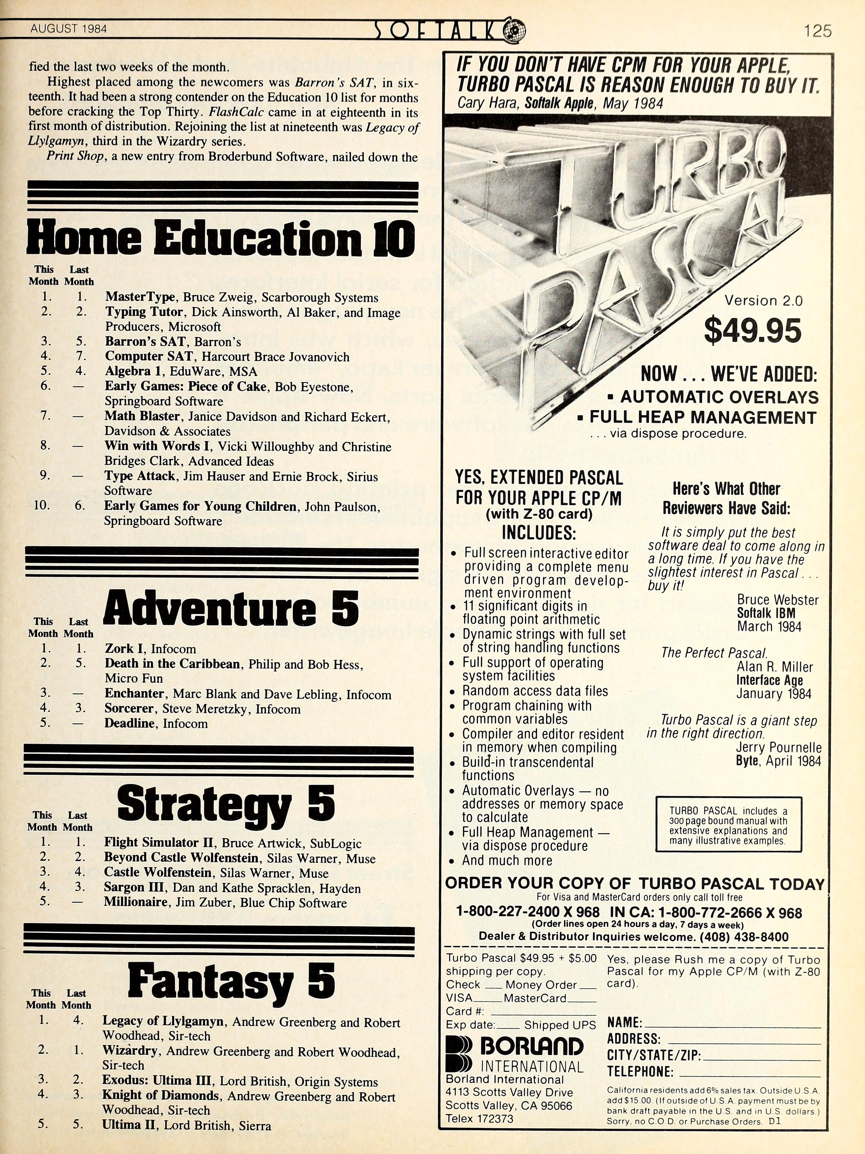 AUGUST 1984
SOFTALK
125
fied the last two weeks of the month.
Highest placed among the newcomers was Barron's SAT, in six-
teenth. It had been a strong contender on the Education 10 list for months
before cracking the Top Thirty. FlashCalc came in at eighteenth in its
first month of distribution. Rejoining the list at nineteenth was Legacy of
Llylgamyn, third in the Wizardry series.
Print Shop, a new entry from Broderbund Software, nailed down the
Home Education 10
This Last
Month Month
1. 1. MasterType, Bruce Zweig, Scarborough Systems
2. 2. Typing Tutor, Dick Ainsworth, Al Baker, and Image
Producers, Microsoft
3. 5. Barron's SAT, Barron's
4. 7. Computer SAT, Harcourt Brace Jovanovich
5. 4. Algebra 1, EduWare, MSA
6. — Early Games: Piece of Cake, Bob Eyestone,
Springboard Software
7. — Math Blaster, Janice Davidson and Richard Eckert,
Davidson & Associates
8. — Win with Words I, Vicki Willoughby and Christine
Bridges Clark, Advanced Ideas
9. — Type Attack, Jim Hauser and Ernie Brock, Sirius
Software
10. 6. Early Games for Young Children, John Paulson,
Springboard Software
Adventure 5
This Last
Month Month
1. 1. Zork I, Infocom
2. 5. Death in the Caribbean, Philip and Bob Hess,
Micro Fun
3. — Enchanter, Marc Blank and Dave Lebling, Infocom
4. 3. Sorcerer, Steve Meretzky, Infocom
5. — Deadline, Infocom
Strategy 5
This Last
Month Month
1. 1. Flight Simulator II, Bruce Artwick, SubLogic
2. 2. Beyond Castle Wolfenstein, Silas Warner, Muse
3. 4. Castle Wolfenstein, Silas Warner, Muse
4. 3. Sargon III, Dan and Kathe Spracklen, Hayden
5. — Millionaire, Jim Zuber, Blue Chip Software
Fantasy 5
This Last
Month Month
1. 4. Legacy of Llylgamyn, Andrew Greenberg and Robert
Woodhead, Sir-tech
2. 1. Wizardry, Andrew Greenberg and Robert Woodhead,
Sir-tech
3. 2. Exodus: Ultima III, Lord British, Origin Systems
4. 3. Knight of Diamonds, Andrew Greenberg and Robert
Woodhead, Sir-tech
5. 5. Ultima II, Lord British, Sierra
IF YOU DON'T HAVE CPM FOR YOUR APPLE,
TURBO PASCAL IS REASON ENOUGH TO BUY IT.
Cary Hara, Softalk Apple, May 1984
TURBO
PASCAL
Version 2.0
$49.95
NOW . . . WE'VE ADDED:
▪ AUTOMATIC OVERLAYS
▪ FULL HEAP MANAGEMENT
. . . via dispose procedure.
YES, EXTENDED PASCAL
FOR YOUR APPLE CP/M
(with Z-80 card)
INCLUDES:
• Full screen interactive editor
providing a complete menu
driven program develop-
ment environment
• 11 significant digits in
floating point arithmetic
• Dynamic strings with full set
of string handling functions
• Full support of operating
system facilities
• Random access data files
• Program chaining with
common variables
• Compiler and editor resident
in memory when compiling
• Build-in transcendental
functions
• Automatic Overlays — no
addresses or memory space
to calculate
• Full Heap Management —
via dispose procedure
• And much more
Here's What Other
Reviewers Have Said:
It is simply put the best
software deal to come along in
a long time. If you have the
slightest interest in Pascal . . .
buy it!
Bruce Webster
Softalk IBM
March 1984
The Perfect Pascal.
Alan R. Miller
Interface Age
January 1984
Turbo Pascal is a giant step
in the right direction.
Jerry Pournelle
Byte, April 1984
TURBO PASCAL includes a
300 page bound manual with
extensive explanations and
many illustrative examples.
ORDER YOUR COPY OF TURBO PASCAL TODAY
For Visa and MasterCard orders only call toll free
1-800-227-2400 X 968 IN CA: 1-800-772-2666 X 968
(Order lines open 24 hours a day, 7 days a week)
Dealer & Distributor Inquiries welcome. (408) 438-8400
Turbo Pascal $49.95 + $5.00
shipping per copy.
Check ___ Money Order ___
VISA____MasterCard____
Card #: ____
Exp date:___ Shipped UPS
BORLAND
INTERNATIONAL
Borland International
4113 Scotts Valley Drive
Scotts Valley, CA 95066
Telex 172373
Yes, please Rush me a copy of Turbo
Pascal for my Apple CP/M (with Z-80
card).
NAME:____
ADDRESS: ____
CITY/STATE/ZIP:____
TELEPHONE: ____
California residents add 6% sales tax. Outside U.S.A.
add $15.00. (If outside of U.S.A. payment must be by
bank draft payable in the U.S. and in U.S. dollars.)
Sorry, no C.O.D. or Purchase Orders. D1